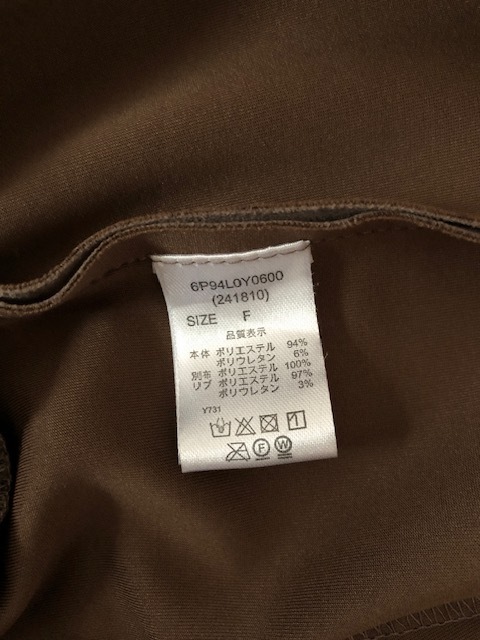 6P94L0Y0600
(241810)
SIZE F
品質表示
本体 ポリエステル 94%
ポリウレタン 6%
別布 ポリエステル 100%
リブ ポリエステル 97%
ポリウレタン 3%
Y731
1
F W